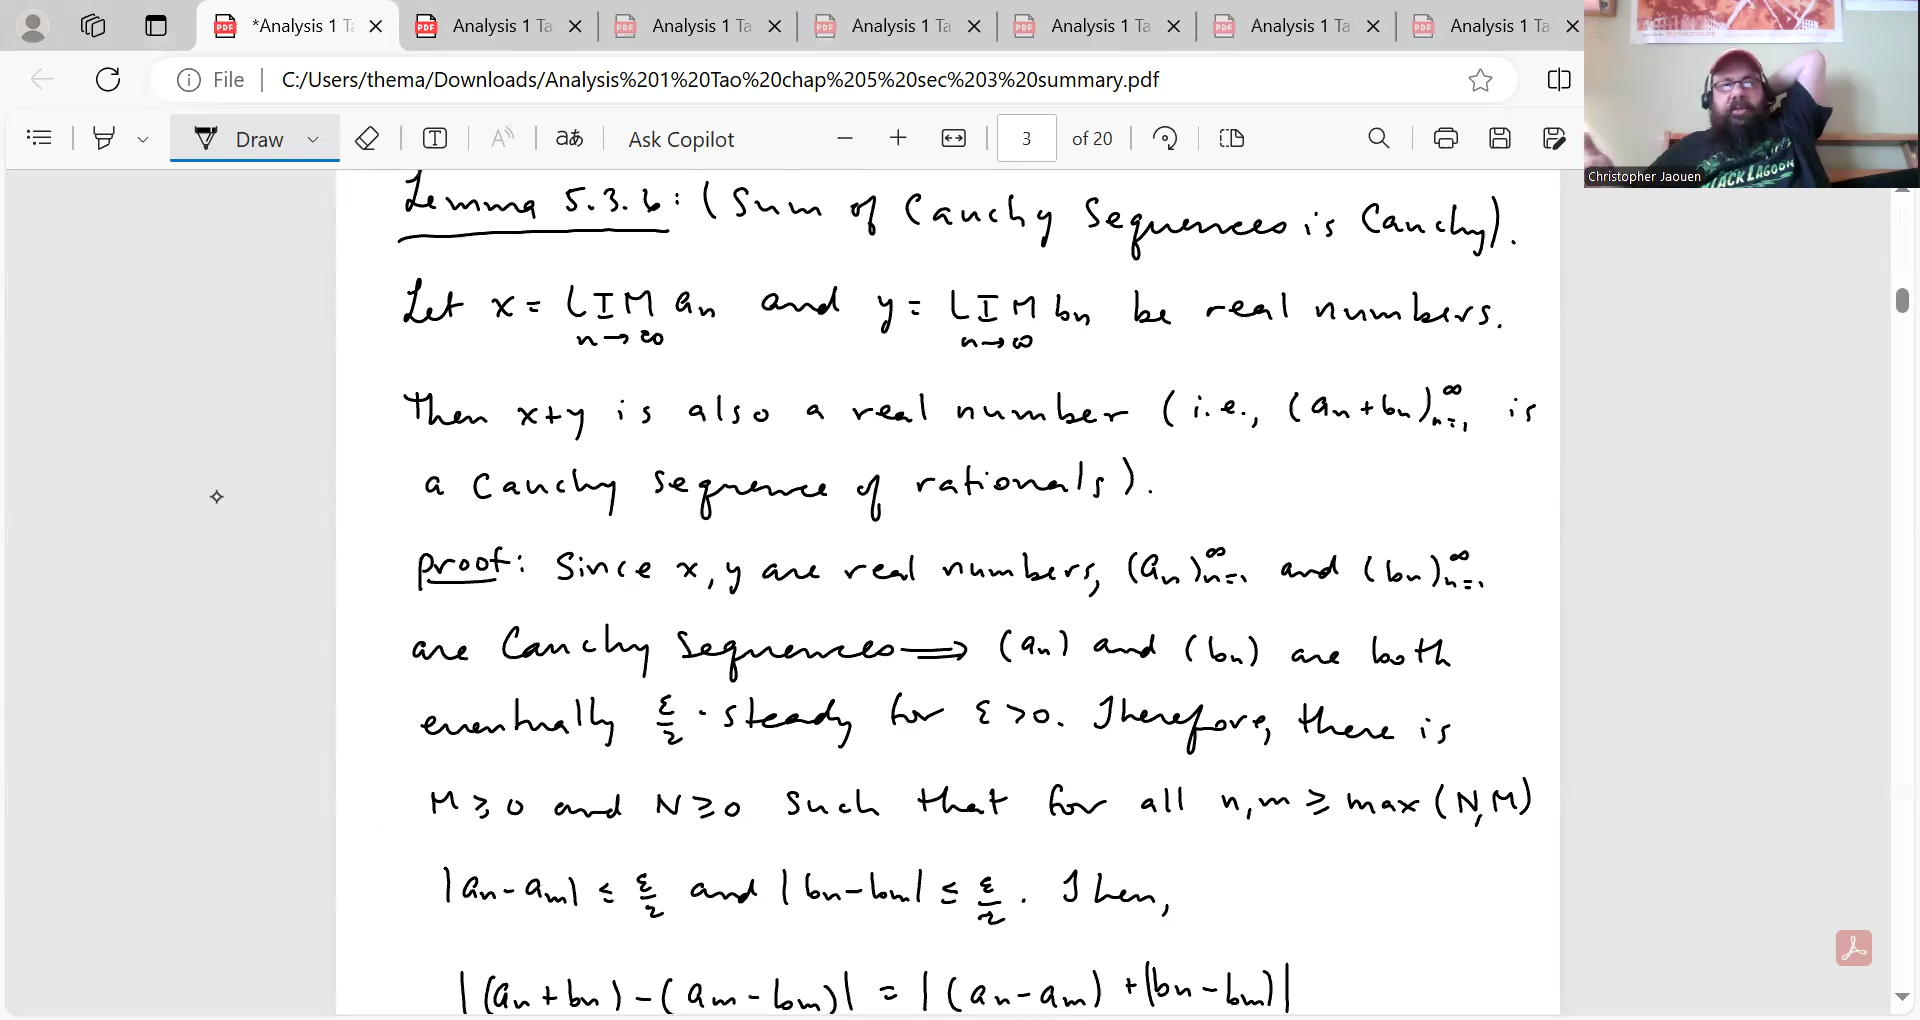 *Analysis 1 Ta
Analysis 1 Ta
Analysis 1 Ta
Analysis 1 Ta
Analysis 1 Ta
Analysis 1 Ta
Analysis 1 Ta
File
C:/Users/thema/Downloads/Analysis%201%20Tao%20chap%205%20sec%203%20summary.pdf
Draw
Ask Copilot
3 of 20
Christopher Jaouen
BLACK LAGOON
Lemma 5.3.6: (Sum of Cauchy Sequences is Cauchy).
Let x = LIM an and y = LIM bn be real numbers.
n→∞ n→∞
Then x+y is also a real number (i.e., (an+bn)∞n=1 is
a Cauchy sequence of rationals).
Proof: Since x, y are real numbers, (an)∞n=1 and (bn)∞n=1
are Cauchy sequences ⟹ (an) and (bn) are both
eventually ε/2 - steady for ε>0. Therefore, there is
M≥0 and N≥0 such that for all n,m ≥ max(N,M)
|an-am| ≤ ε/2 and |bn-bm| ≤ ε/2. Then,
|(an+bn)-(am-bm)| = |(an-am)+(bn-bm)|